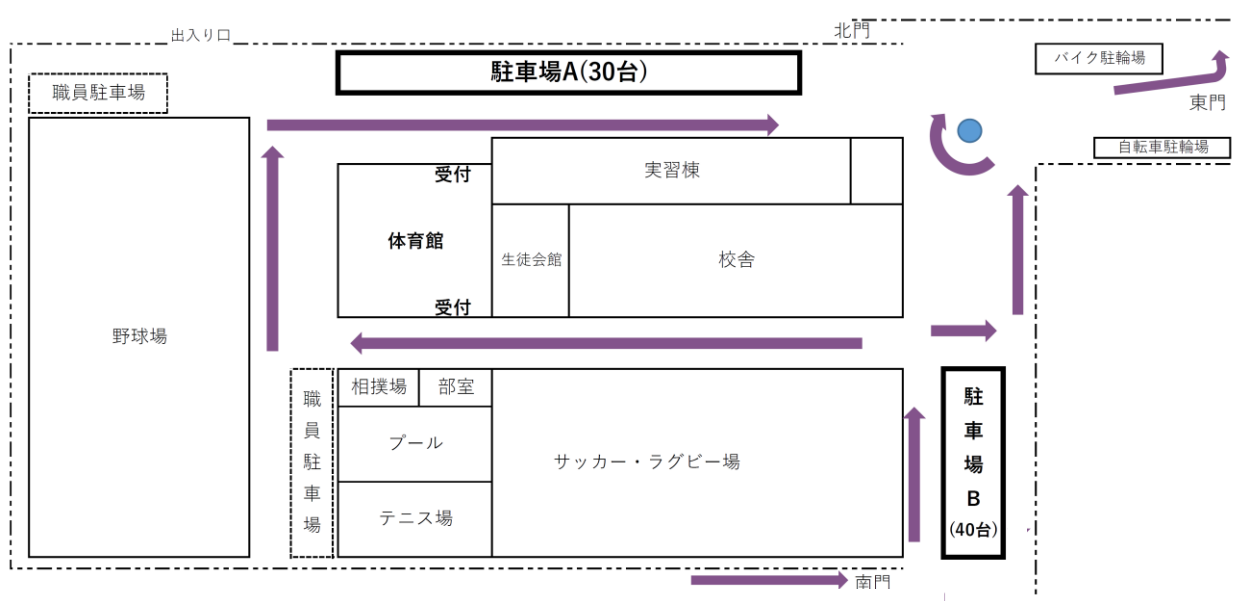 出入り口
北門
駐車場A(30台)
バイク駐輪場
職員駐車場
東門
自転車駐輪場
受付
実習棟
体育館
生徒会館
校舎
受付
野球場
職員駐車場
相撲場
部室
プール
サッカー・ラグビー場
テニス場
駐車場B
(40台)
南門